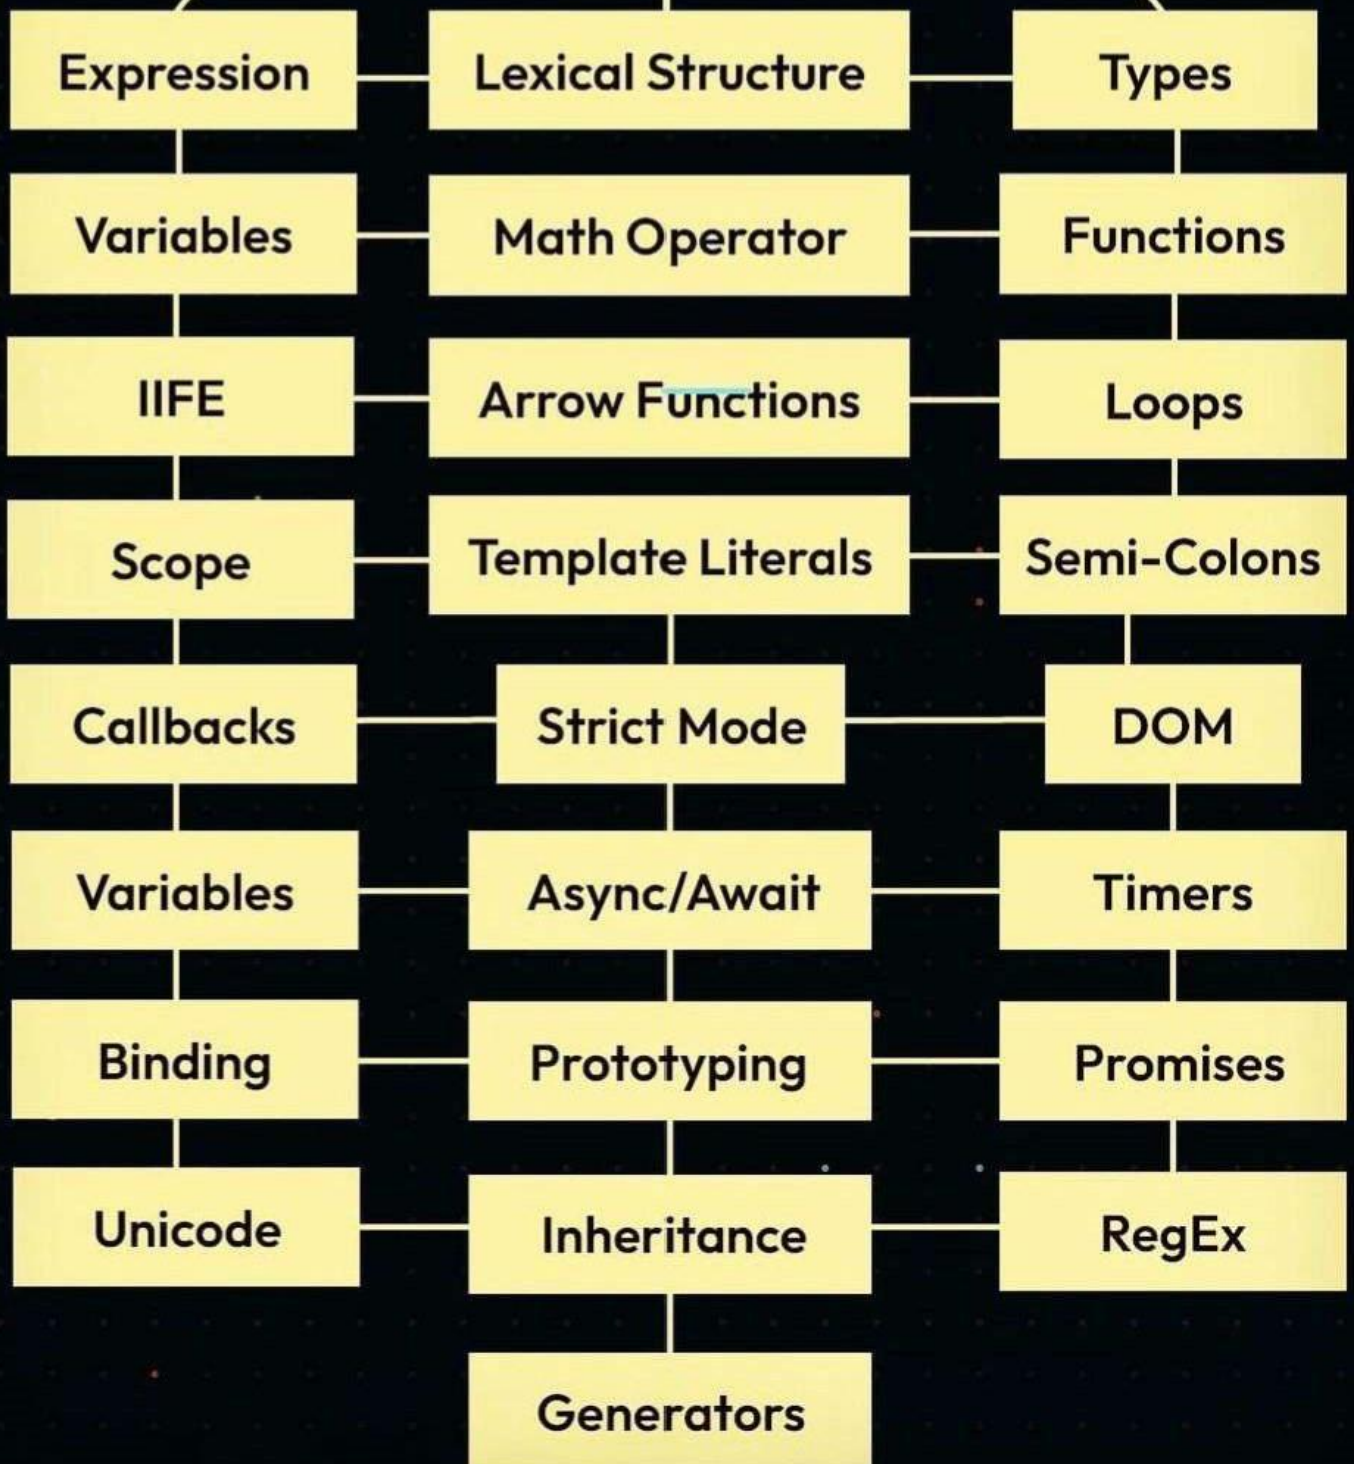 Expression
Lexical Structure
Types
Variables
Math Operator
Functions
IIFE
Arrow Functions
Loops
Scope
Template Literals
Semi-Colons
Callbacks
Strict Mode
DOM
Variables
Async/Await
Timers
Binding
Prototyping
Promises
Unicode
Inheritance
RegEx
Generators